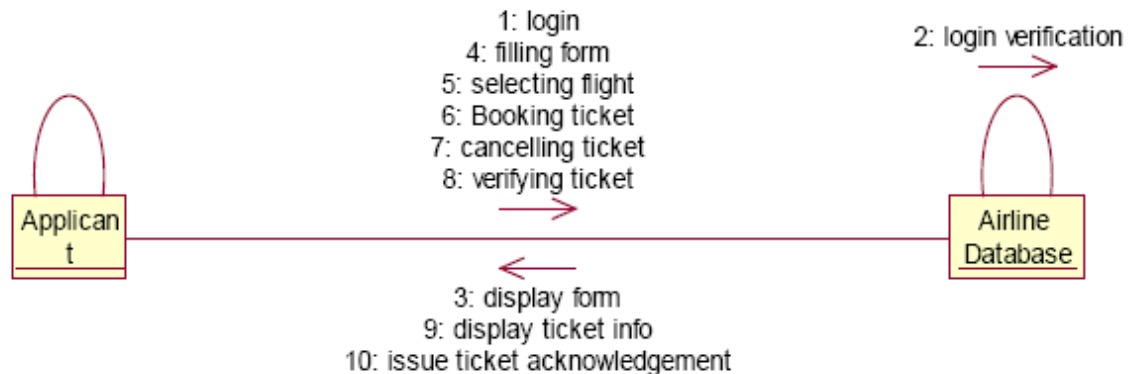 1: login
4: filling form
5: selecting flight
6: Booking ticket
7: cancelling ticket
8: verifying ticket
2: login verification
Applican
t
Airline
Database
3: display form
9: display ticket info
10: issue ticket acknowledgement